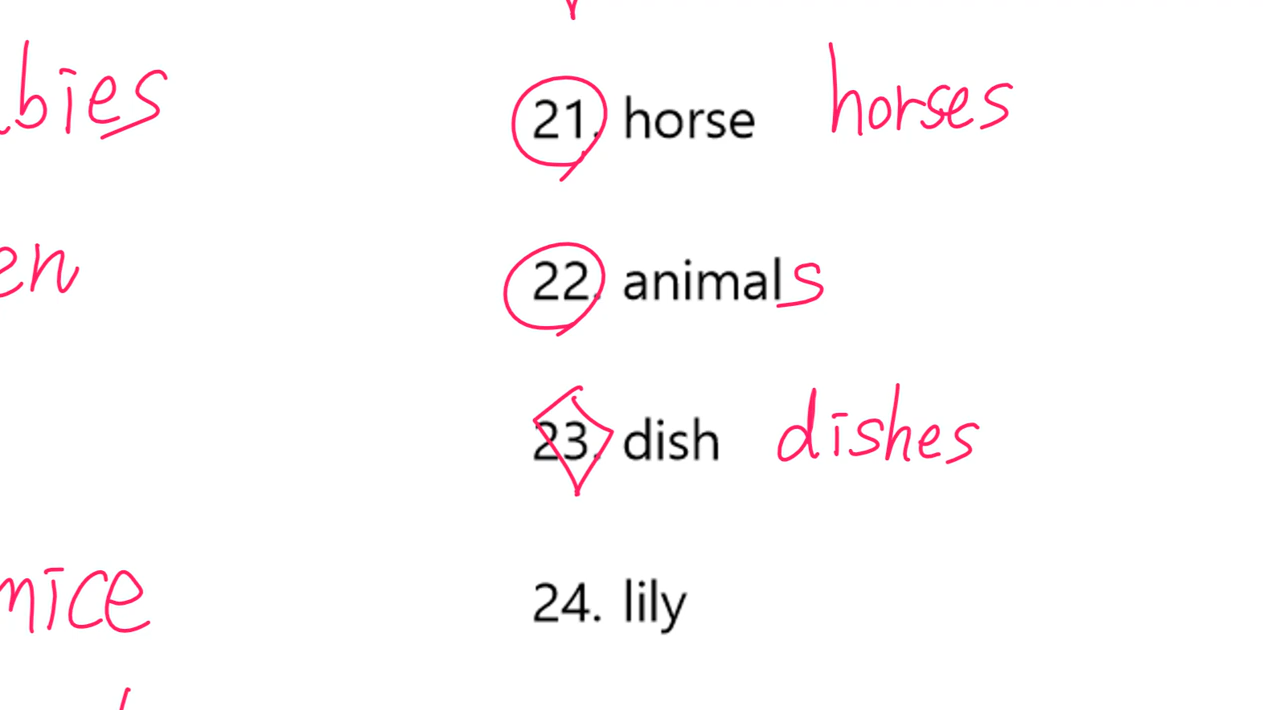 bies
21. horse horses
22. animals
en
23. dish dishes
mice
24. lily